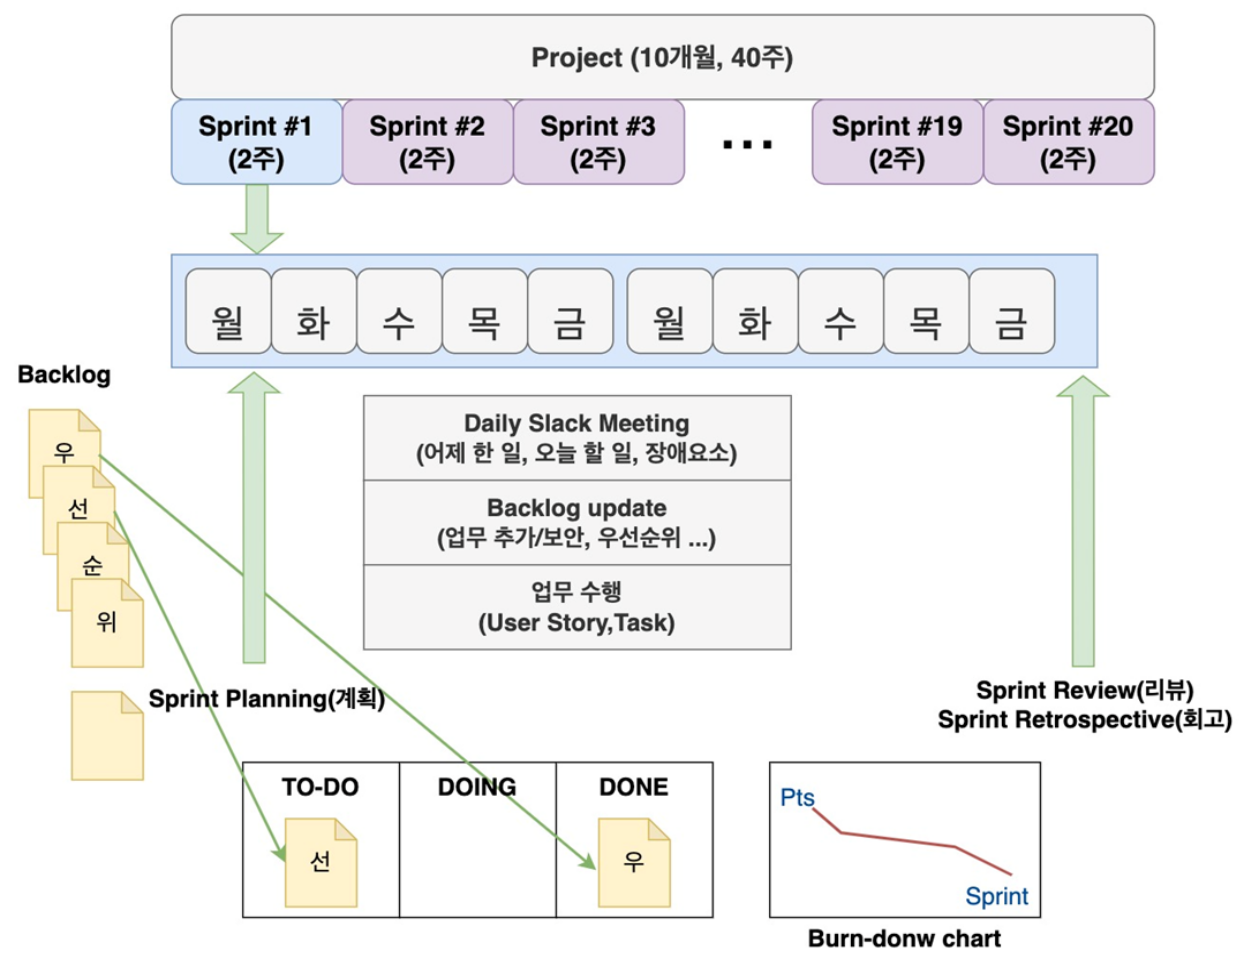 Project (10개월, 40주)
Sprint #1
(2주)
Sprint #2
(2주)
Sprint #3
(2주)
...
Sprint #19
(2주)
Sprint #20
(2주)
월 화 수 목 금 월 화 수 목 금
Backlog
우
선
순
위
Daily Slack Meeting
(어제 한 일, 오늘 할 일, 장애요소)
Backlog update
(업무 추가/보안, 우선순위 ...)
업무 수행
(User Story,Task)
Sprint Planning(계획)
Sprint Review(리뷰)
Sprint Retrospective(회고)
TO-DO
DOING
DONE
선
우
Pts
Sprint
Burn-donw chart